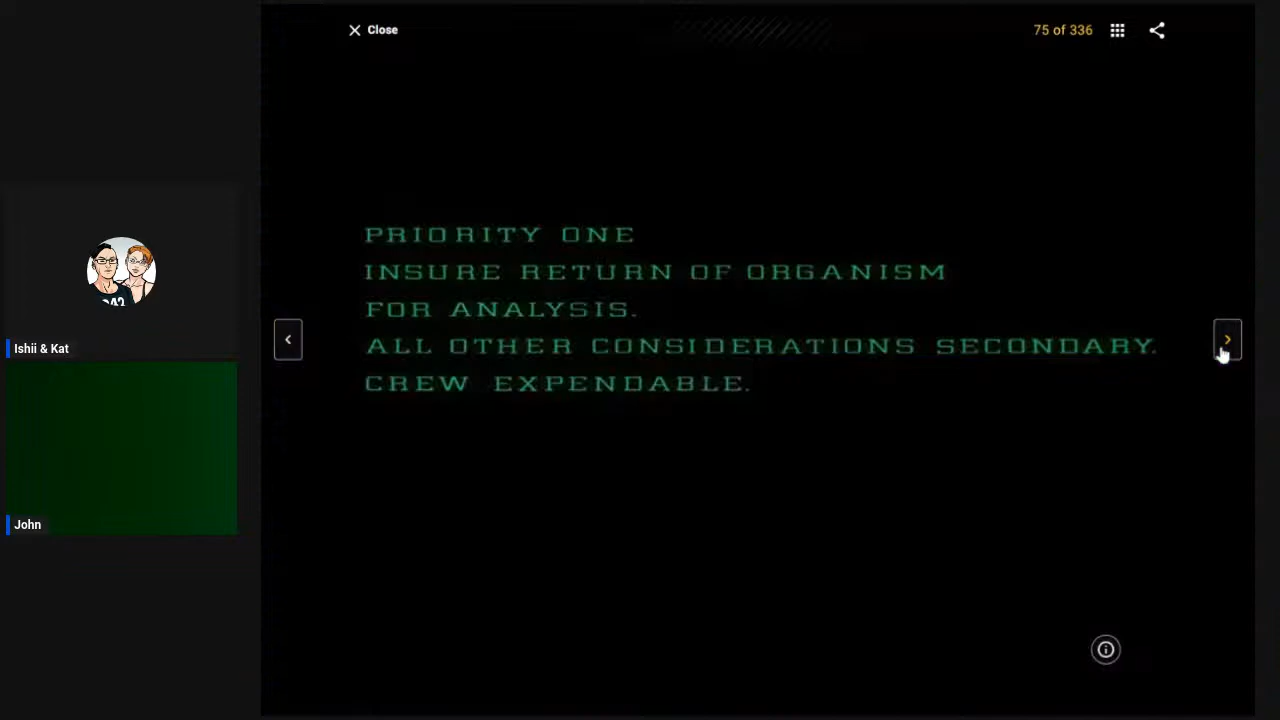 Close
75 of 336
PRIORITY ONE
INSURE RETURN OF ORGANISM
FOR ANALYSIS.
ALL OTHER CONSIDERATIONS SECONDARY.
CREW EXPENDABLE.
Ishii & Kat
John